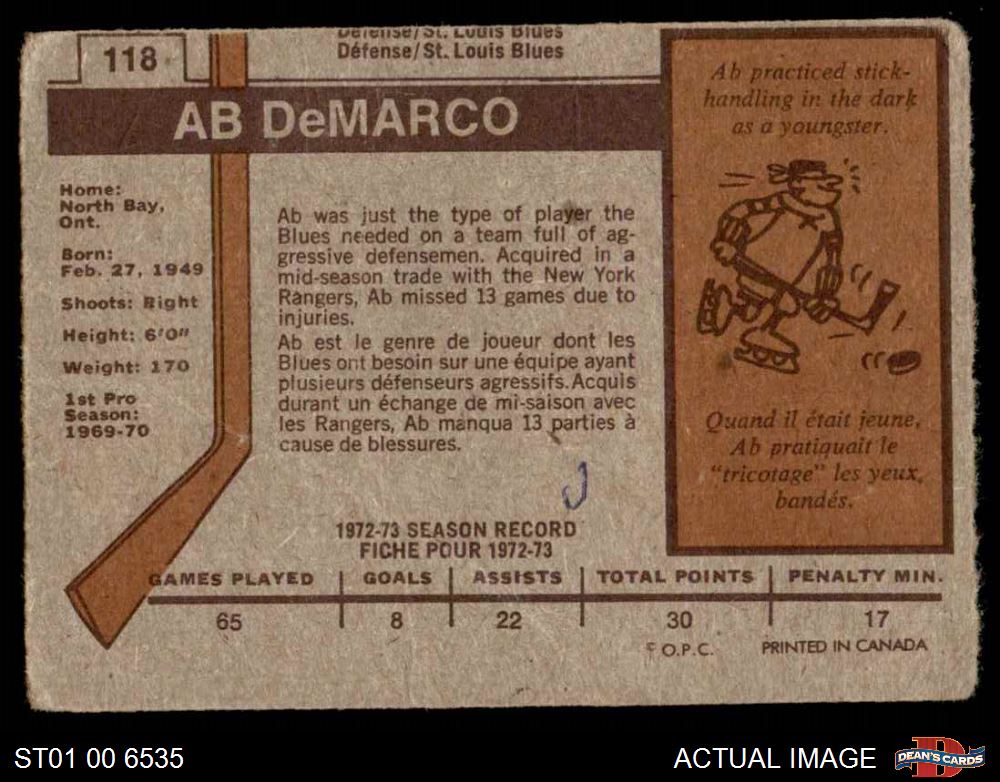 118
Defense/St. Louis Blues
Défense/St. Louis Blues
AB DeMARCO
Home:
North Bay,
Ont.
Born:
Feb. 27, 1949
Shoots: Right
Height: 6'0"
Weight: 170
1st Pro
Season:
1969-70
Ab was just the type of player the
Blues needed on a team full of ag-
gressive defensemen. Acquired in a
mid-season trade with the New York
Rangers, Ab missed 13 games due to
injuries.
Ab est le genre de joueur dont les
Blues ont besoin sur une équipe ayant
plusieurs défenseurs agressifs. Acquis
durant un échange de mi-saison avec
les Rangers, Ab manqua 13 parties à
cause de blessures.
Ab practiced stick-
handling in the dark
as a youngster.
Quand il était jeune,
Ab pratiquait le
"tricotage" les yeux,
bandés.
1972-73 SEASON RECORD
FICHE POUR 1972-73
GAMES PLAYED GOALS ASSISTS TOTAL POINTS PENALTY MIN.
65 8 22 30 17
© O.P.C. PRINTED IN CANADA
ST01 00 6535
ACTUAL IMAGE
DEAN'S CARDS